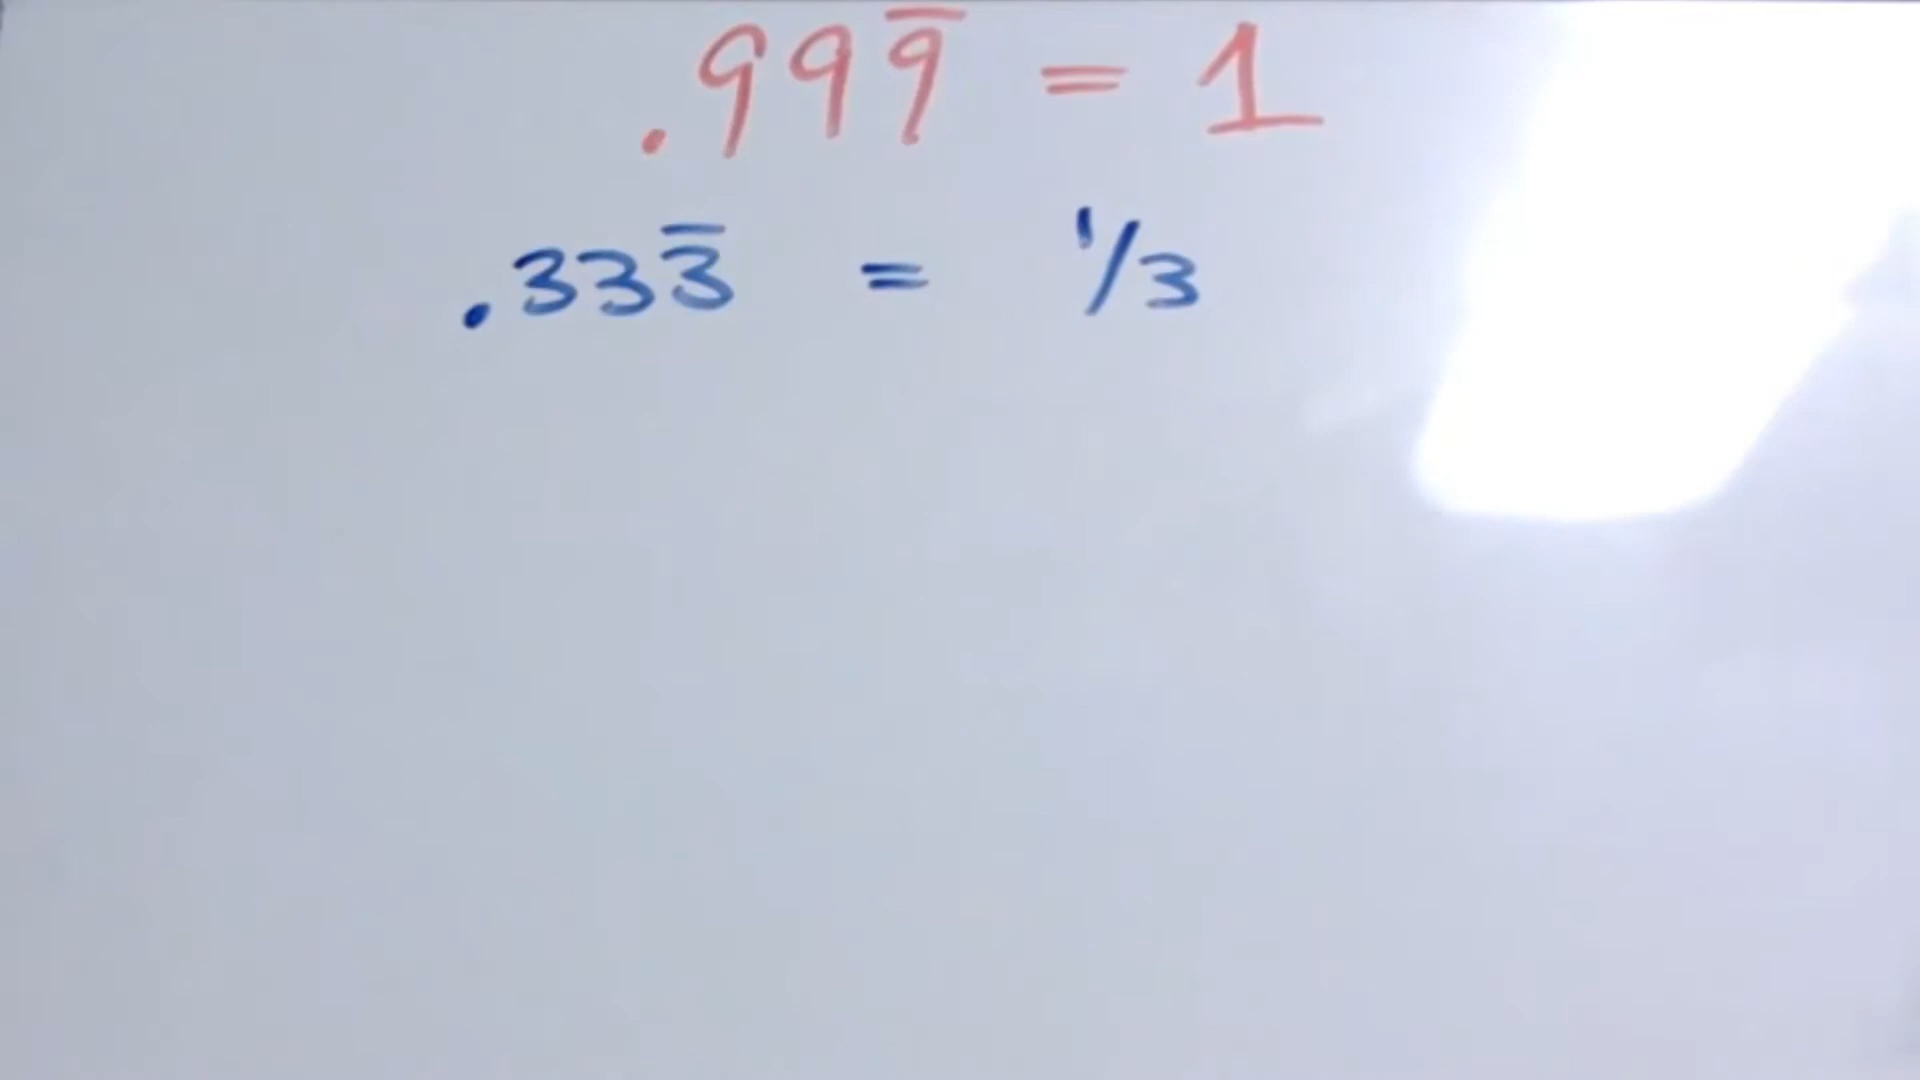 .999̅ = 1
.333̅ = 1/3